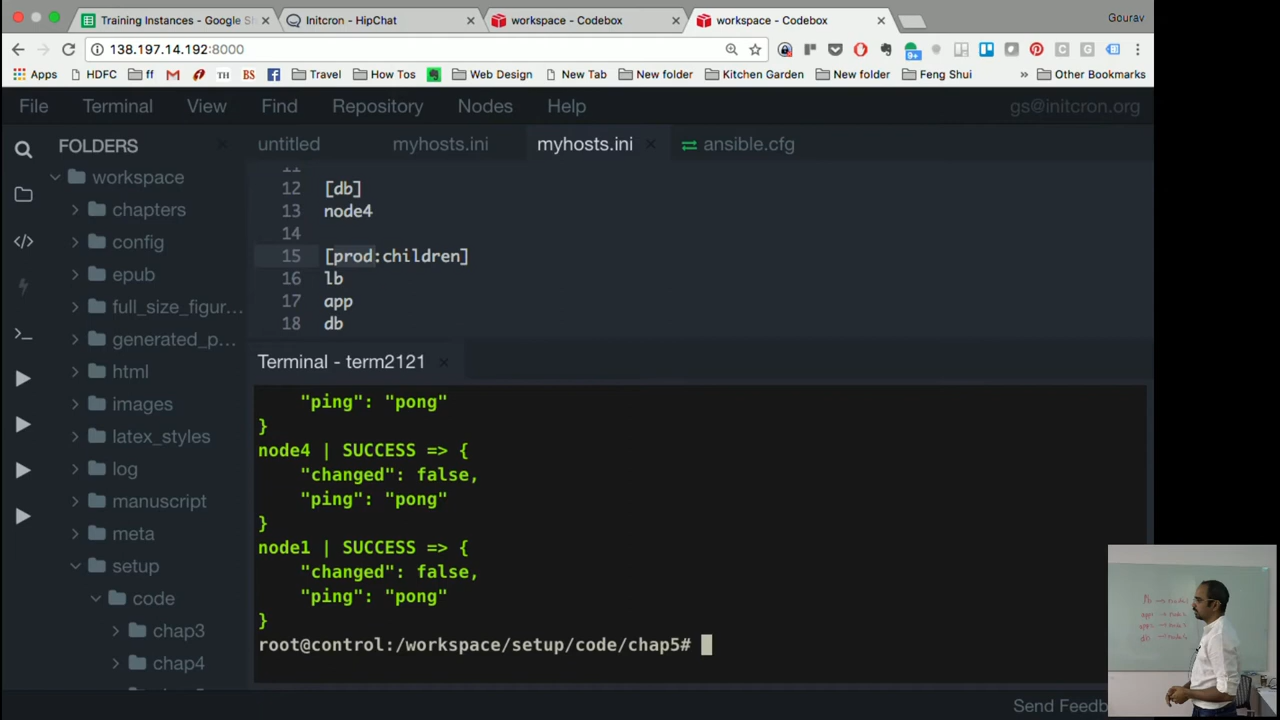 Training Instances - Google Sl
Initcron - HipChat
workspace - Codebox
workspace - Codebox
Gourav
138.197.14.192:8000
9+
Apps
HDFC
ff
TH
BS
Travel
How Tos
Web Design
New Tab
New folder
Kitchen Garden
New folder
Feng Shui
»
Other Bookmarks
File
Terminal
View
Find
Repository
Nodes
Help
gs@initcron.org
FOLDERS
workspace
chapters
config
epub
full_size_figur...
generated_p...
html
images
latex_styles
log
manuscript
meta
setup
code
chap3
chap4
untitled
myhosts.ini
myhosts.ini
ansible.cfg
11
12 [db]
13 node4
14
15 [prod:children]
16 lb
17 app
18 db
Terminal - term2121
"ping": "pong"
}
node4 | SUCCESS => {
"changed": false,
"ping": "pong"
}
node1 | SUCCESS => {
"changed": false,
"ping": "pong"
}
root@control:/workspace/setup/code/chap5#
Send Feedb